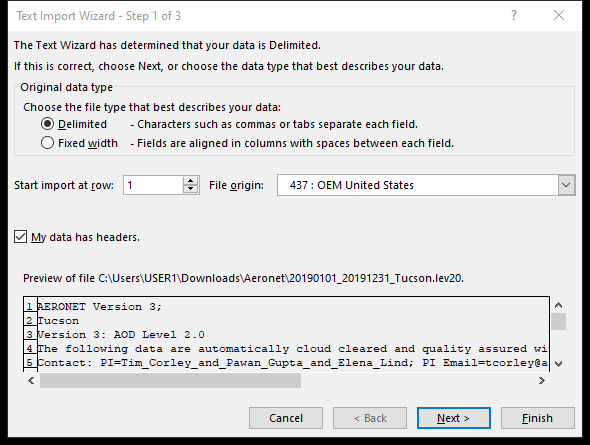 Text Import Wizard - Step 1 of 3
The Text Wizard has determined that your data is Delimited.
If this is correct, choose Next, or choose the data type that best describes your data.
Original data type
Choose the file type that best describes your data:
Delimited - Characters such as commas or tabs separate each field.
Fixed width - Fields are aligned in columns with spaces between each field.
Start import at row: 1 File origin: 437 : OEM United States
My data has headers.
Preview of file C:\Users\USER1\Downloads\Aeronet\20190101_20191231_Tucson.lev20.
1 AERONET Version 3;
2 Tucson
3 Version 3: AOD Level 2.0
4 The following data are automatically cloud cleared and quality assured wi
5 Contact: PI=Tim_Corley_and_Pawan_Gupta_and_Elena_Lind; PI Email=tcorley@a
Cancel < Back Next > Finish